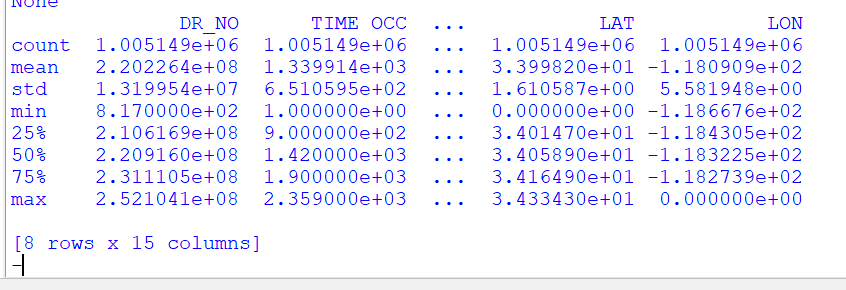 None
DR_NO TIME OCC ... LAT LON
count 1.005149e+06 1.005149e+06 ... 1.005149e+06 1.005149e+06
mean 2.202264e+08 1.339914e+03 ... 3.399820e+01 -1.180909e+02
std 1.319954e+07 6.510595e+02 ... 1.610587e+00 5.581948e+00
min 8.170000e+02 1.000000e+00 ... 0.000000e+00 -1.186676e+02
25% 2.106169e+08 9.000000e+02 ... 3.401470e+01 -1.184305e+02
50% 2.209160e+08 1.420000e+03 ... 3.405890e+01 -1.183225e+02
75% 2.311105e+08 1.900000e+03 ... 3.416490e+01 -1.182739e+02
max 2.521041e+08 2.359000e+03 ... 3.433430e+01 0.000000e+00
[8 rows x 15 columns]
-